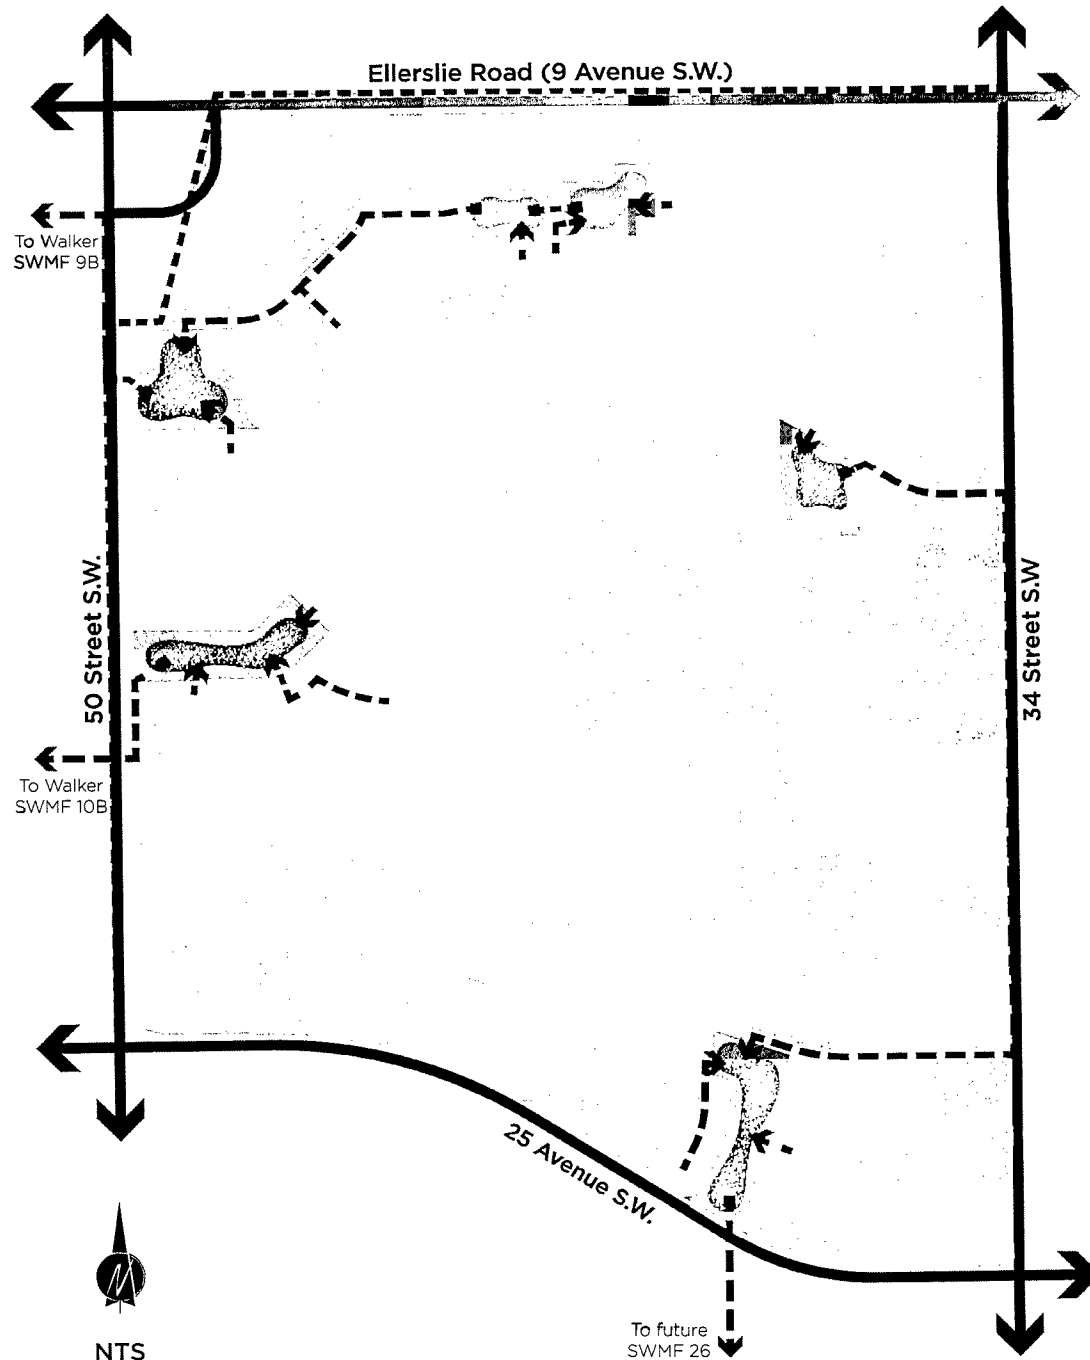 Ellerslie Road (9 Avenue S.W.)
To Walker
SWMF 9B
50 Street S.W.
34 Street S.W
To Walker
SWMF 10B
25 Avenue S.W.
NTS
To future
SWMF 26